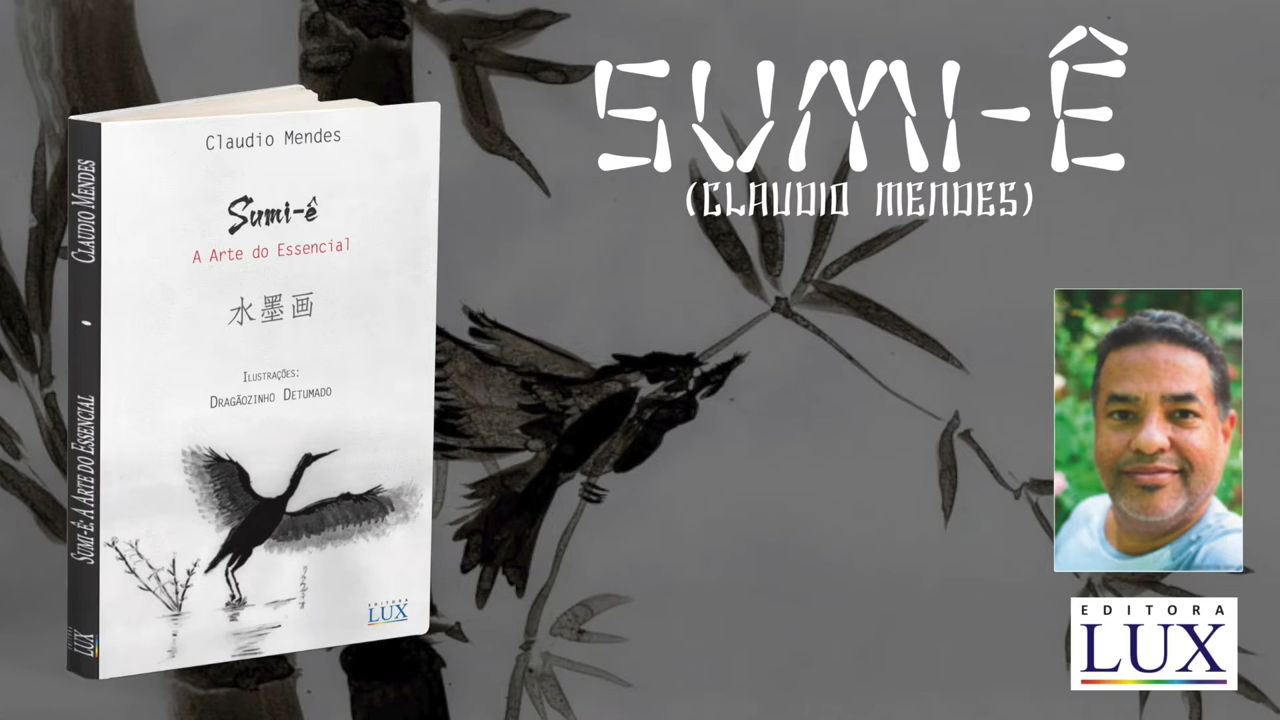 SUMI-Ê
(CLAUDIO MENDES)
Claudio Mendes
Sumi-ê
A Arte do Essencial
水墨画
ILUSTRAÇÕES:
DRAGÃOZINHO DETUMADO
EDITORA
LUX
CLAUDIO MENDES
•
SUMI-Ê: A ARTE DO ESSENCIAL
EDITORA
LUX
EDITORA
LUX